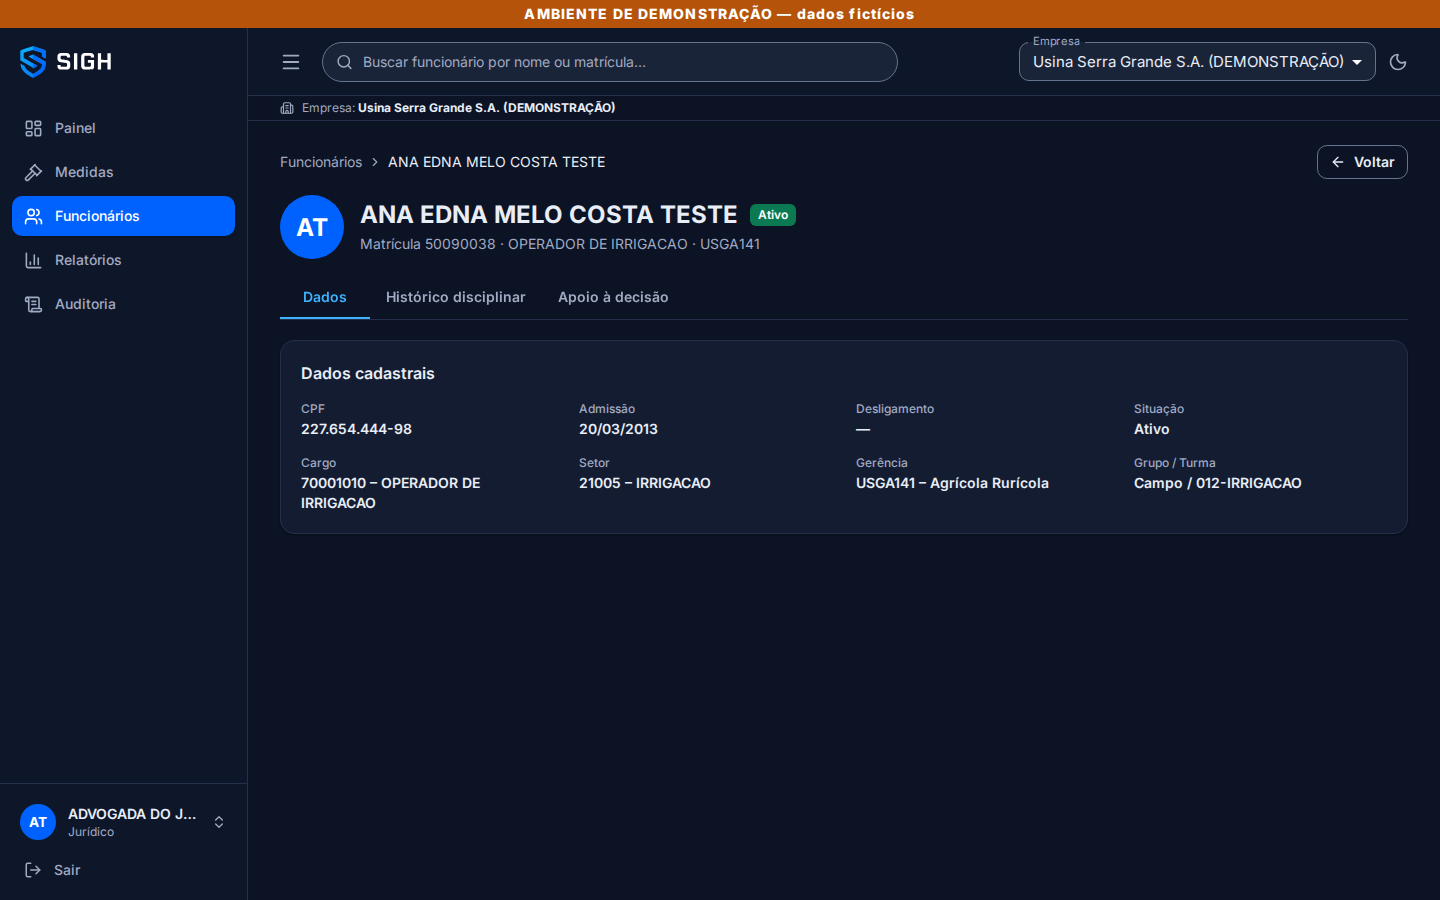 AMBIENTE DE DEMONSTRAÇÃO — dados fictícios
SIGH
Buscar funcionário por nome ou matrícula...
Empresa
Usina Serra Grande S.A. (DEMONSTRAÇÃO)
Empresa: Usina Serra Grande S.A. (DEMONSTRAÇÃO)
Painel
Medidas
Funcionários
Relatórios
Auditoria
Funcionários > ANA EDNA MELO COSTA TESTE
Voltar
AT
ANA EDNA MELO COSTA TESTE Ativo
Matrícula 50090038 · OPERADOR DE IRRIGACAO · USGA141
Dados Histórico disciplinar Apoio à decisão
Dados cadastrais
CPF Admissão Desligamento Situação
227.654.444-98 20/03/2013 — Ativo
Cargo Setor Gerência Grupo / Turma
70001010 – OPERADOR DE 21005 – IRRIGACAO USGA141 – Agrícola Rurícola Campo / 012-IRRIGACAO
IRRIGACAO
AT
ADVOGADA DO J...
Jurídico
Sair